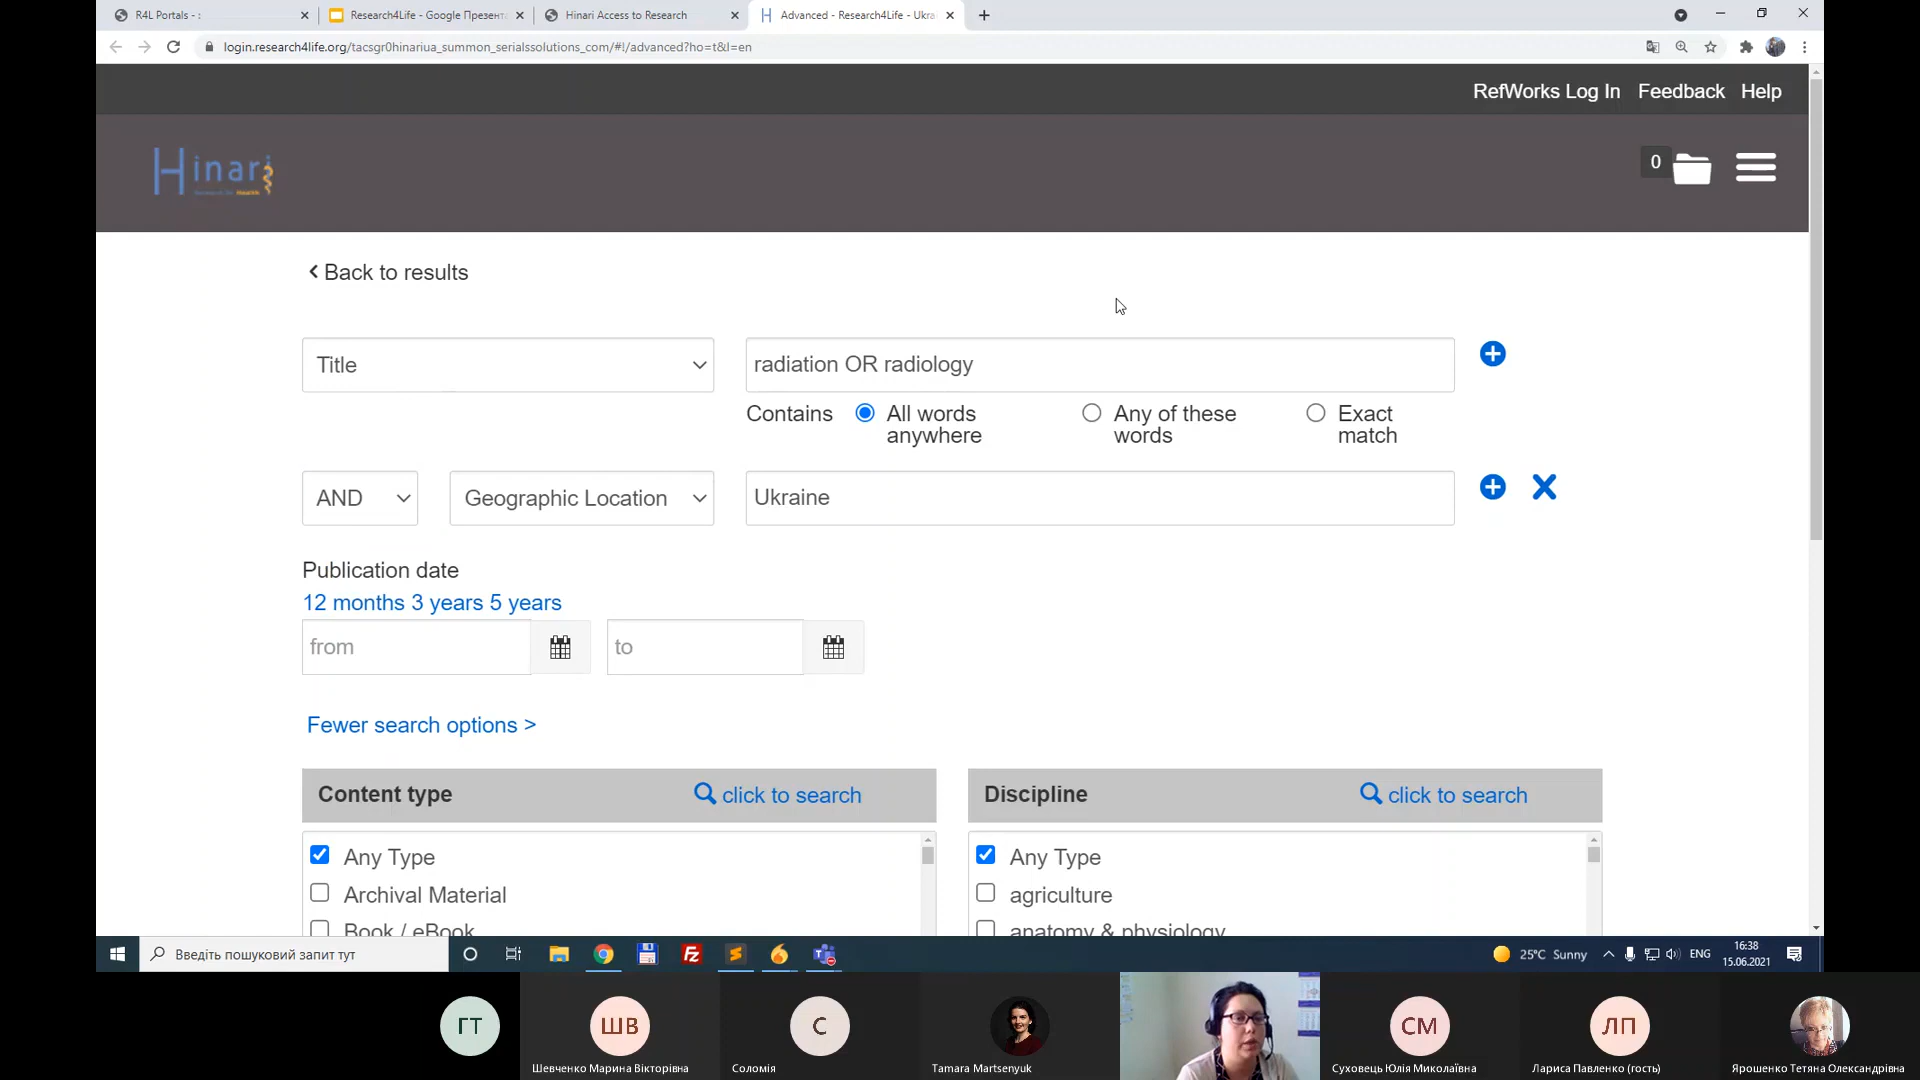 R4L Portals - :
Research4Life - Google Презента
Hinari Access to Research
Advanced - Research4Life - Ukra
login.research4life.org/tacsgr0hinariua_summon_serialssolutions_com/#!/advanced?ho=t&l=en
RefWorks Log In Feedback Help
Hinari
0
Back to results
Title
radiation OR radiology
Contains
All words anywhere
Any of these words
Exact match
AND
Geographic Location
Ukraine
Publication date
12 months 3 years 5 years
from
to
Fewer search options >
Content type
click to search
Discipline
click to search
Any Type
Archival Material
Book / eBook
Any Type
agriculture
anatomy & physiology
Введіть пошуковий запит тут
25°C Sunny
ENG
16:38
15.06.2021
ГТ
ШВ
Шевченко Марина Вікторівна
С
Соломія
Tamara Martsenyuk
СМ
Суховець Юлія Миколаївна
ЛП
Лариса Павленко (гость)
Ярошенко Тетяна Олександрівна